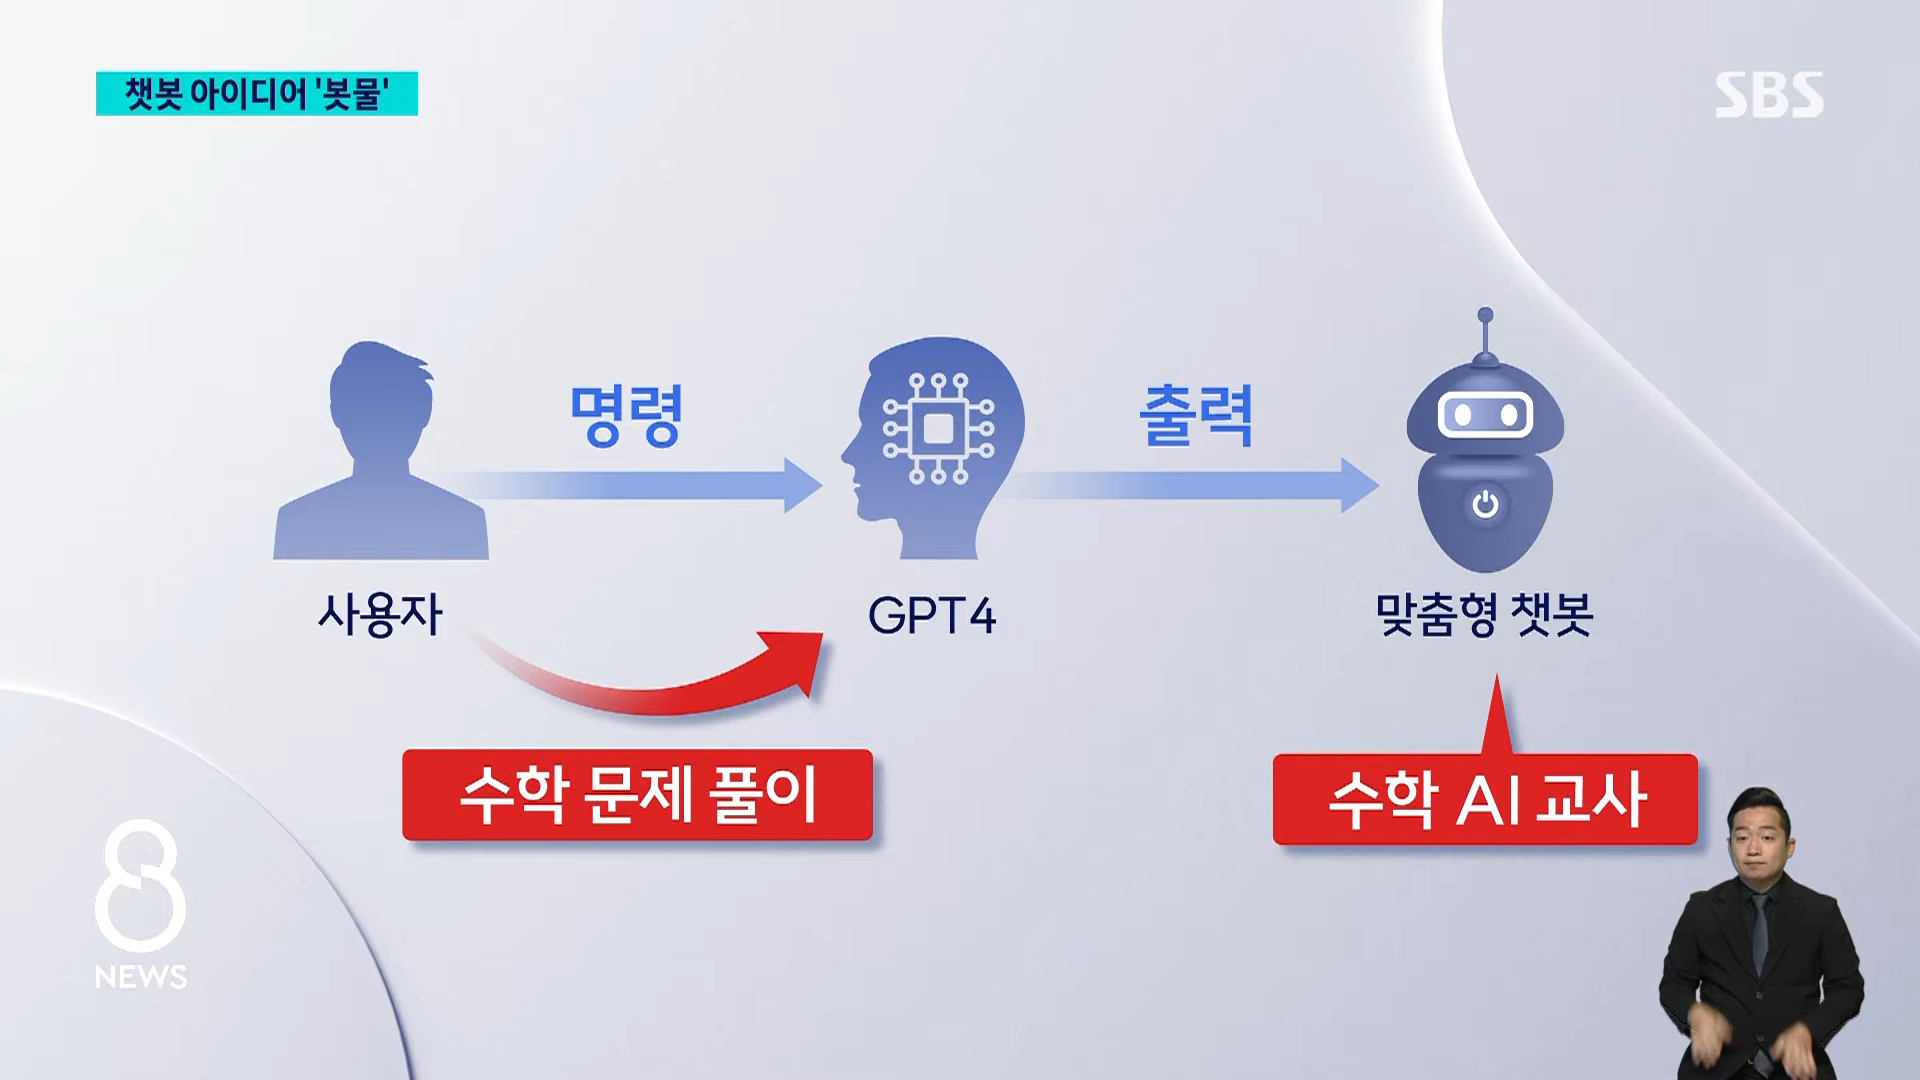 챗봇 아이디어 '봇물'
SBS
명령
출력
사용자
GPT4
맞춤형 챗봇
수학 문제 풀이
수학 AI 교사
8
NEWS